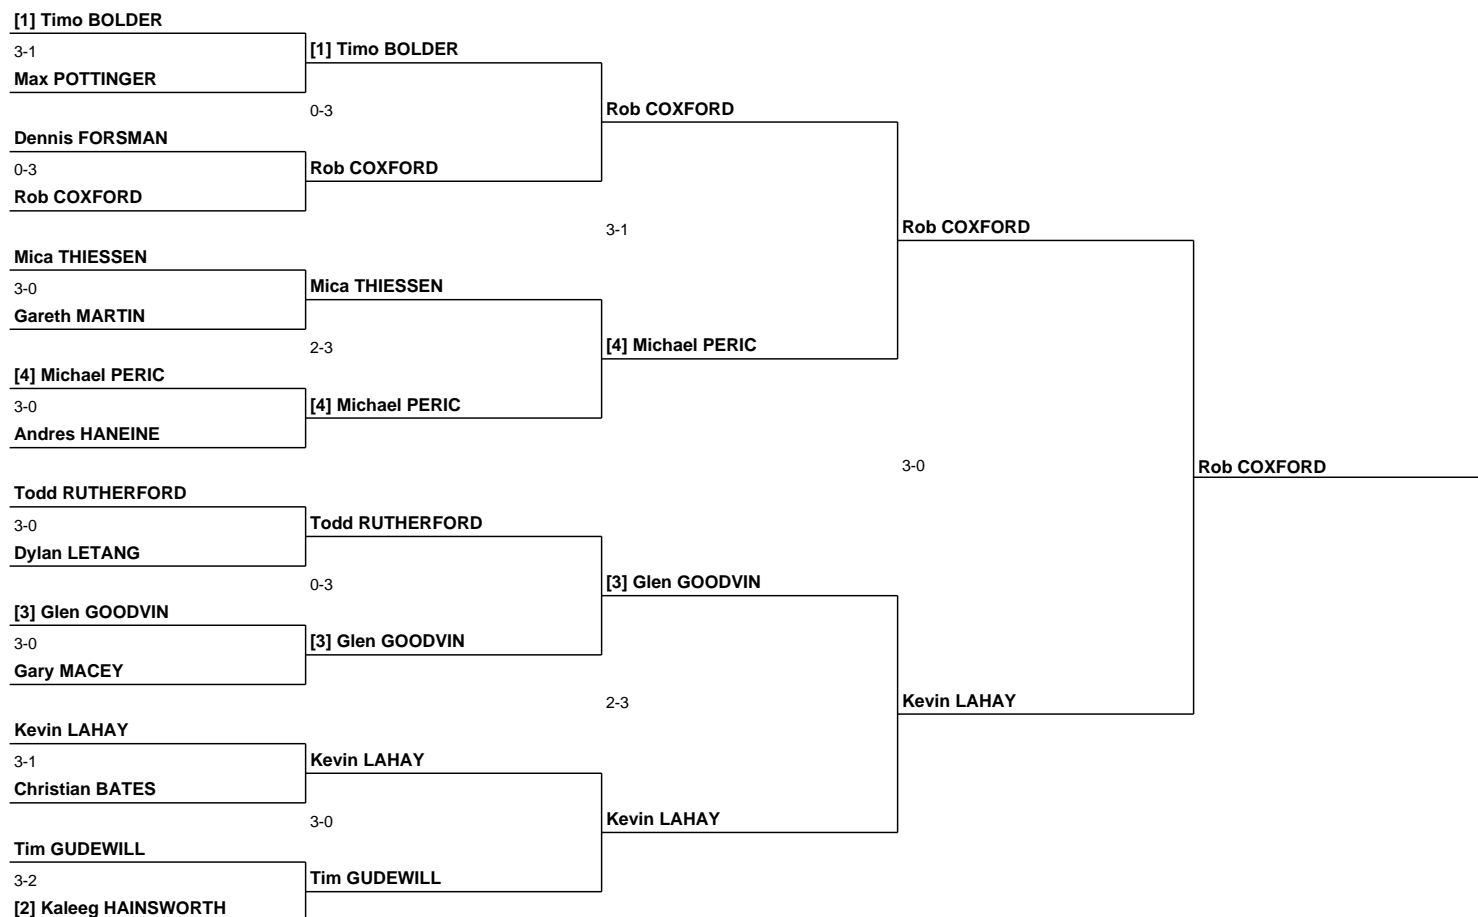 [1] Timo BOLDER
3-1
Max POTTINGER
Dennis FORSMAN
0-3
Rob COXFORD
Mica THIESSEN
3-0
Gareth MARTIN
[4] Michael PERIC
3-0
Andres HANEINE
Todd RUTHERFORD
3-0
Dylan LETANG
[3] Glen GOODVIN
3-0
Gary MACEY
Kevin LAHAY
3-1
Christian BATES
Tim GUDEWILL
3-2
[2] Kaleeg HAINSWORTH
[1] Timo BOLDER
0-3
Rob COXFORD
Mica THIESSEN
2-3
[4] Michael PERIC
Todd RUTHERFORD
0-3
[3] Glen GOODVIN
Kevin LAHAY
3-0
Tim GUDEWILL
Rob COXFORD
3-1
[4] Michael PERIC
[3] Glen GOODVIN
2-3
Kevin LAHAY
Rob COXFORD
3-0
Kevin LAHAY
Rob COXFORD